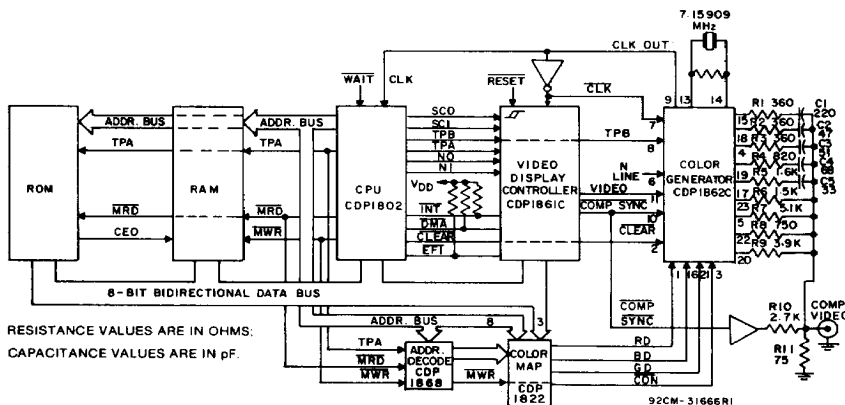 7.15909
MHz
CLK OUT
WAIT
CLK
RESET
CLK
9 13 14
ADDR. BUS
ADDR. BUS
TPA
TPA
MRD
MRD
CEO
MWR
ROM
RAM
CPU
CDP1802
SC0
SC1
TPB
TPA
N0
N1
VDD
INT
DMA
CLEAR
EF1
VIDEO
DISPLAY
CONTROLLER
CDP1861C
7
TPB
8
N
LINE
6
VIDEO
11
COMP SYNC
10
CLEAR
2
COLOR
GENERATOR
CDP1862C
15
18
4
19
17
23
5
22
20
R1 360
R2 360
R3 360
R4 820
R5 1.6K
R6 1.5K
R7 5.1K
R8 750
R9 3.9K
C1
220
C2
C3
C4
C5
33
1 16 21 3
8-BIT BIDIRECTIONAL DATA BUS
RESISTANCE VALUES ARE IN OHMS;
CAPACITANCE VALUES ARE IN pF.
ADDR. BUS
8
3
TPA
MRD
MWR
ADDR.
DECODE
CDP
1868
MWR
COLOR
MAP
CDP
1822
COMP
SYNC
RD
BD
GD
CON
R10
2.7K
R11
75
COMP
VIDEO
92CM-31666R1